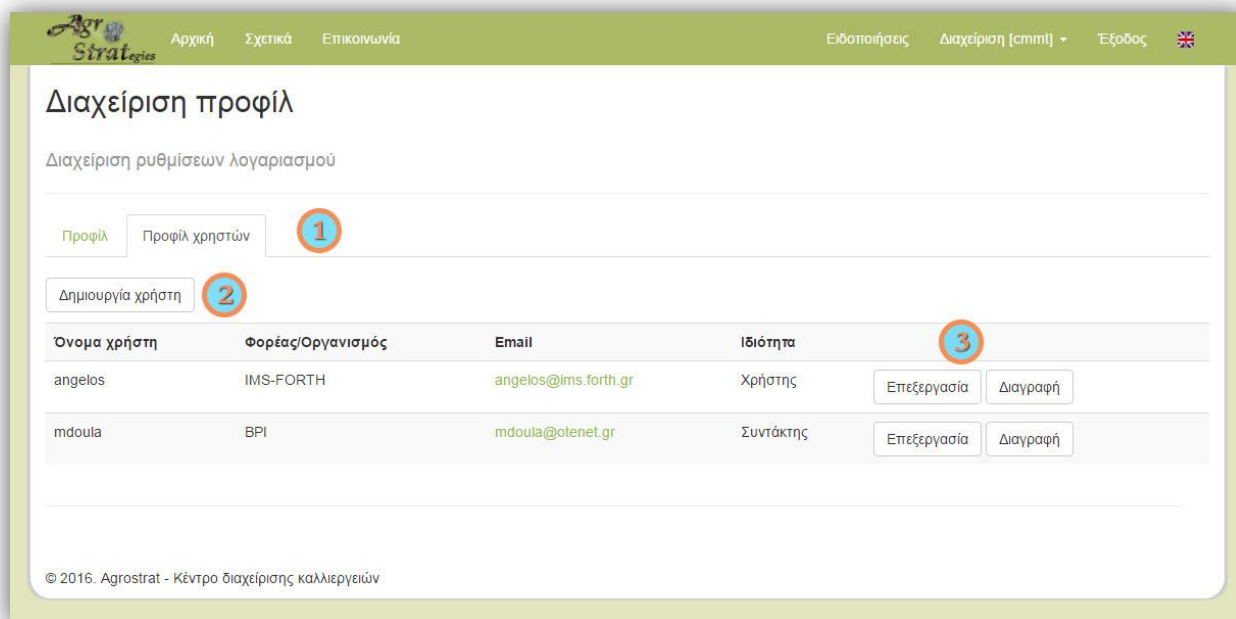 Agr
Strategies
Αρχική Σχετικά Επικοινωνία Ειδοποιήσεις Διαχείριση [cmmt] Έξοδος
Διαχείριση προφίλ
Διαχείριση ρυθμίσεων λογαριασμού
Προφίλ Προφίλ χρηστών 1
Δημιουργία χρήστη 2
Όνομα χρήστη Φορέας/Οργανισμός Email Ιδιότητα 3
angelos IMS-FORTH angelos@ims.forth.gr Χρήστης Επεξεργασία Διαγραφή
mdoula BPI mdoula@otenet.gr Συντάκτης Επεξεργασία Διαγραφή
© 2016. Agrostrat - Κέντρο διαχείρισης καλλιεργειών